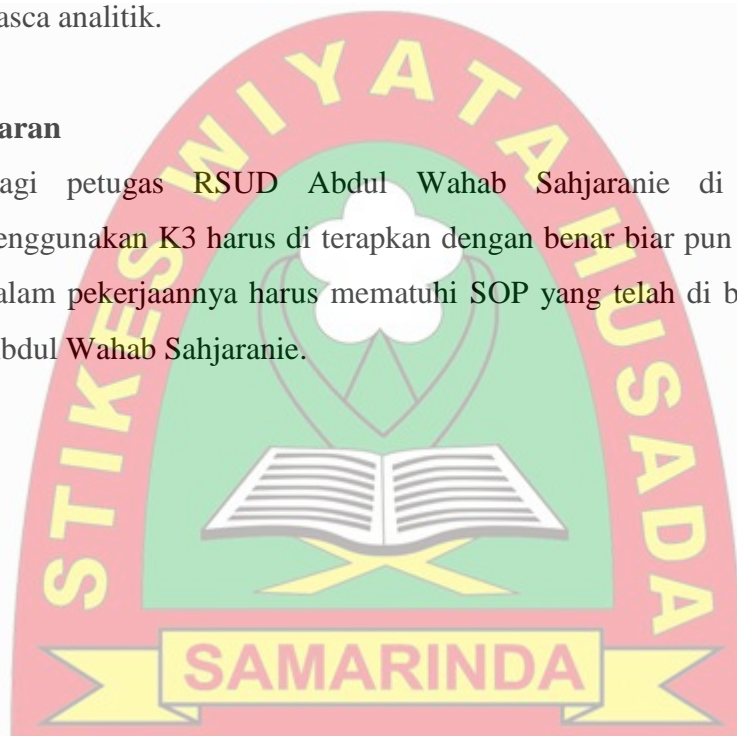 asca analitik.
aran
agi petugas RSUD Abdul Wahab Sahjaranie di
enggunakan K3 harus di terapkan dengan benar biar pun
alam pekerjaannya harus mematuhi SOP yang telah di b
bdul Wahab Sahjaranie.
STIKES WIYATA HUSADA
SAMARINDA